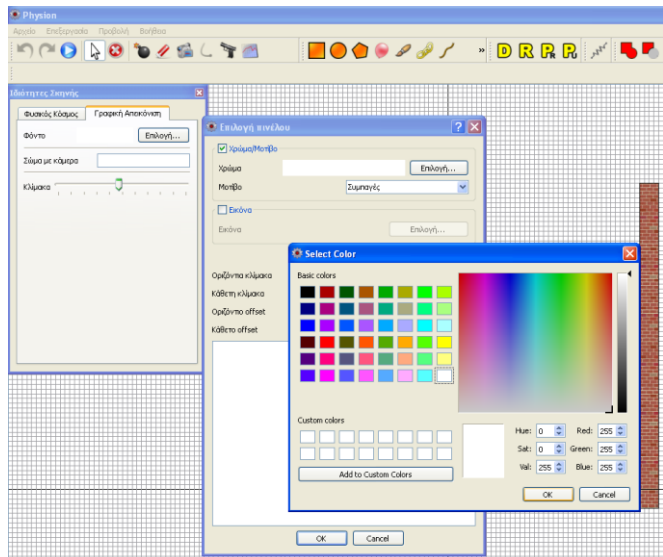 Physion
Αρχείο Επεξεργασία Προβολή Βοήθεια
» D R PR PU
Ιδιότητες Σκηνής
Φυσικός Κόσμος Γραφική Απεικόνιση
Φόντο Επιλογή...
Σώμα με κάμερα
Κλίμακα
Επιλογή πινέλου
Χρώμα/Μοτίβο
Χρώμα Επιλογή...
Μοτίβο Συμπαγές
Εικόνα
Εικόνα Επιλογή...
Οριζόντια κλίμακα
Κάθετη κλίμακα
Οριζόντιο offset
Κάθετο offset
OK Cancel
Select Color
Basic colors
Custom colors
Add to Custom Colors
Hue: 0 Red: 255
Sat: 0 Green: 255
Val: 255 Blue: 255
OK Cancel